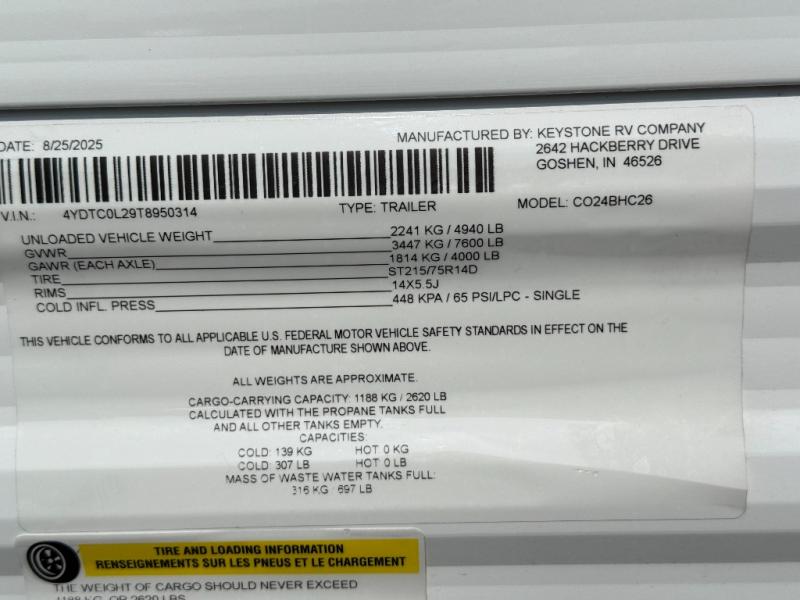 DATE: 8/25/2025
MANUFACTURED BY: KEYSTONE RV COMPANY
2642 HACKBERRY DRIVE
GOSHEN, IN 46526
V.I.N.: 4YDTC0L29T8950314 TYPE: TRAILER MODEL: CO24BHC26
UNLOADED VEHICLE WEIGHT 2241 KG / 4940 LB
GVWR 3447 KG / 7600 LB
GAWR (EACH AXLE) 1814 KG / 4000 LB
TIRE ST215/75R14D
RIMS 14X5.5J
COLD INFL. PRESS 448 KPA / 65 PSI/LPC - SINGLE
THIS VEHICLE CONFORMS TO ALL APPLICABLE U.S. FEDERAL MOTOR VEHICLE SAFETY STANDARDS IN EFFECT ON THE
DATE OF MANUFACTURE SHOWN ABOVE.
ALL WEIGHTS ARE APPROXIMATE.
CARGO-CARRYING CAPACITY: 1188 KG / 2620 LB
CALCULATED WITH THE PROPANE TANKS FULL
AND ALL OTHER TANKS EMPTY.
CAPACITIES:
COLD: 139 KG HOT 0 KG
COLD: 307 LB HOT 0 LB
MASS OF WASTE WATER TANKS FULL:
316 KG / 697 LB
TIRE AND LOADING INFORMATION
RENSEIGNEMENTS SUR LES PNEUS ET LE CHARGEMENT
THE WEIGHT OF CARGO SHOULD NEVER EXCEED
1188 KG. OR 2620 LBS